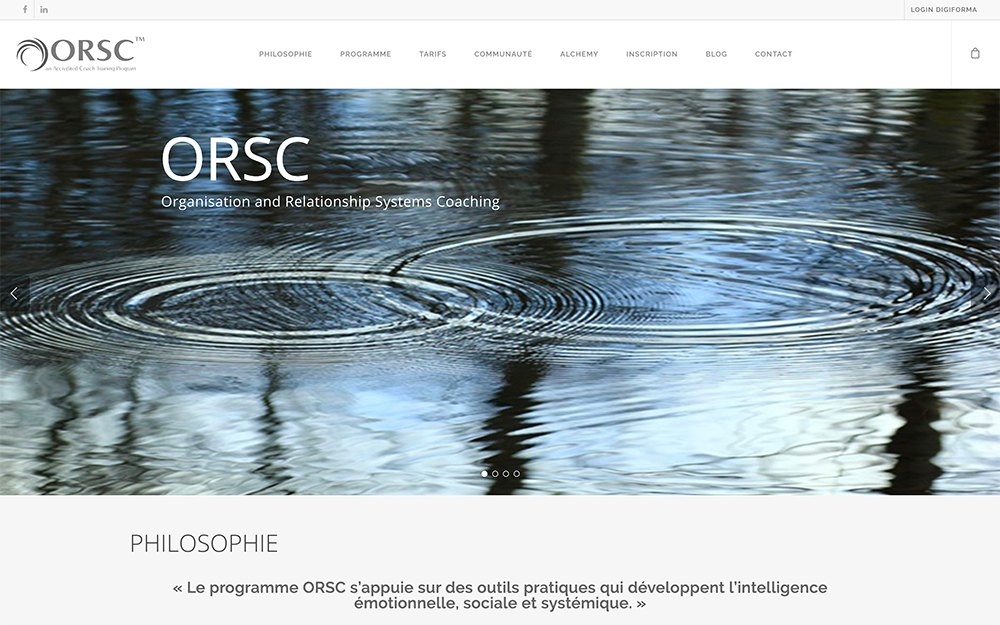 LOGIN DIGIFORMA
ORSC™
an Accredited Coach Training Program
PHILOSOPHIE
PROGRAMME
TARIFS
COMMUNAUTÉ
ALCHEMY
INSCRIPTION
BLOG
CONTACT
ORSC
Organisation and Relationship Systems Coaching
PHILOSOPHIE
« Le programme ORSC s’appuie sur des outils pratiques qui développent l’intelligence
émotionnelle, sociale et systémique. »